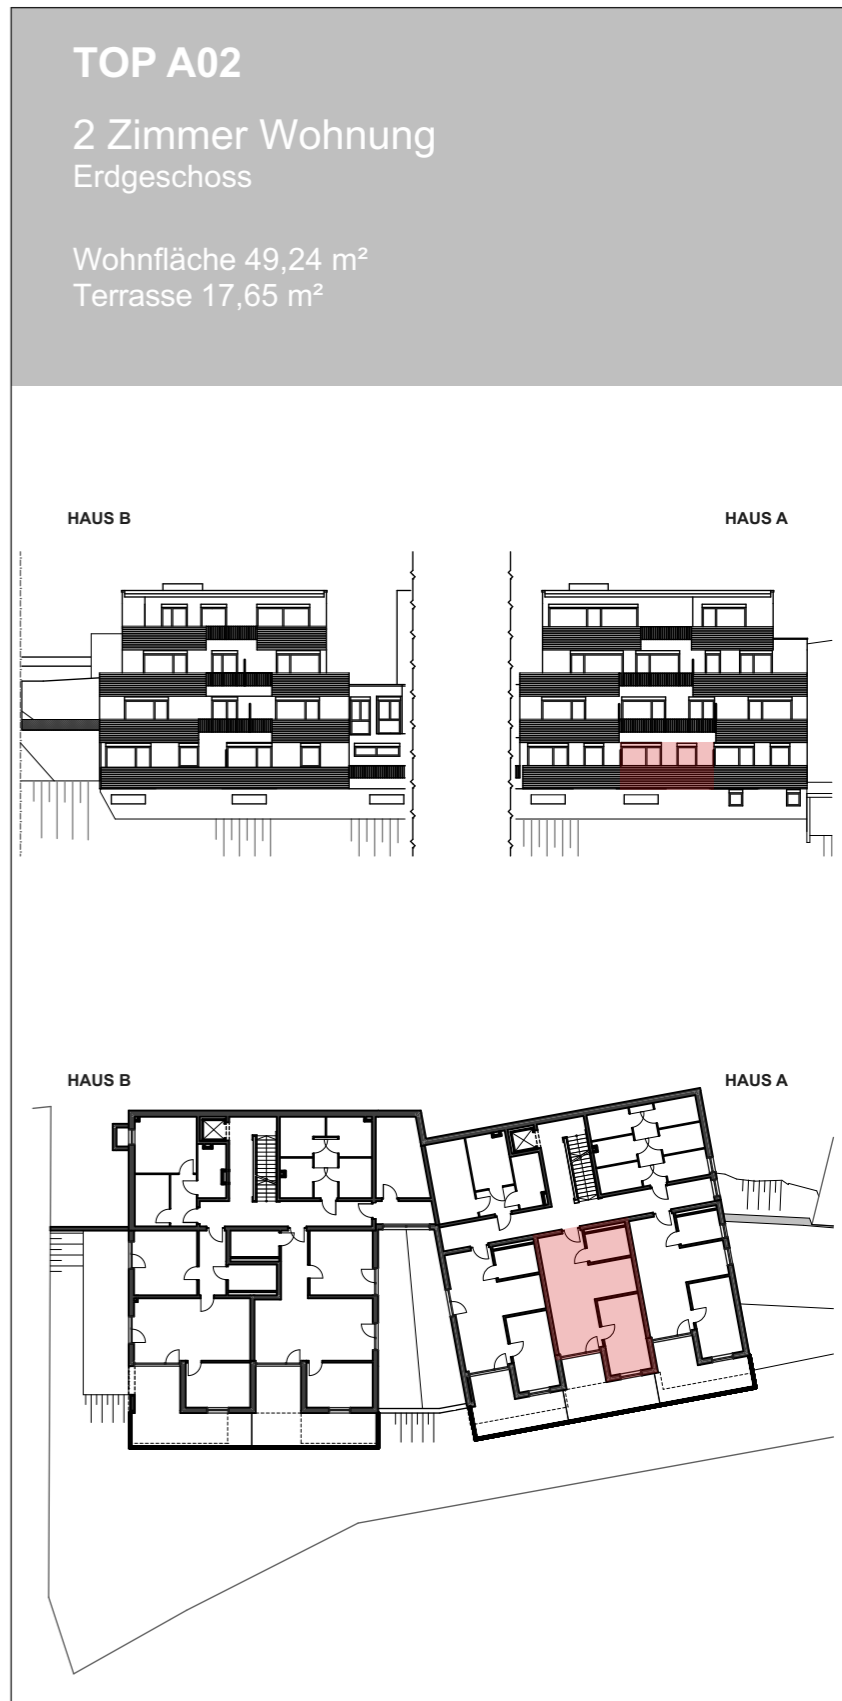 TOP A02
2 Zimmer Wohnung
Erdgeschoss
Wohnfläche 49,24 m²
Terrasse 17,65 m²
HAUS B
HAUS A
HAUS B
HAUS A